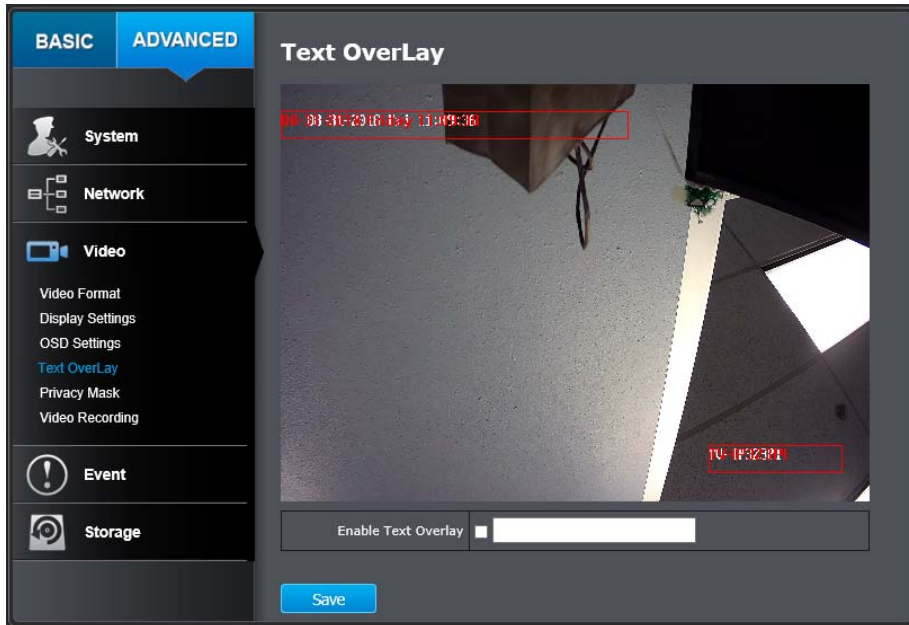 BASIC
ADVANCED
Text OverLay
System
Network
Video
Video Format
Display Settings
OSD Settings
Text OverLay
Privacy Mask
Video Recording
Event
Storage
Enable Text Overlay
Save